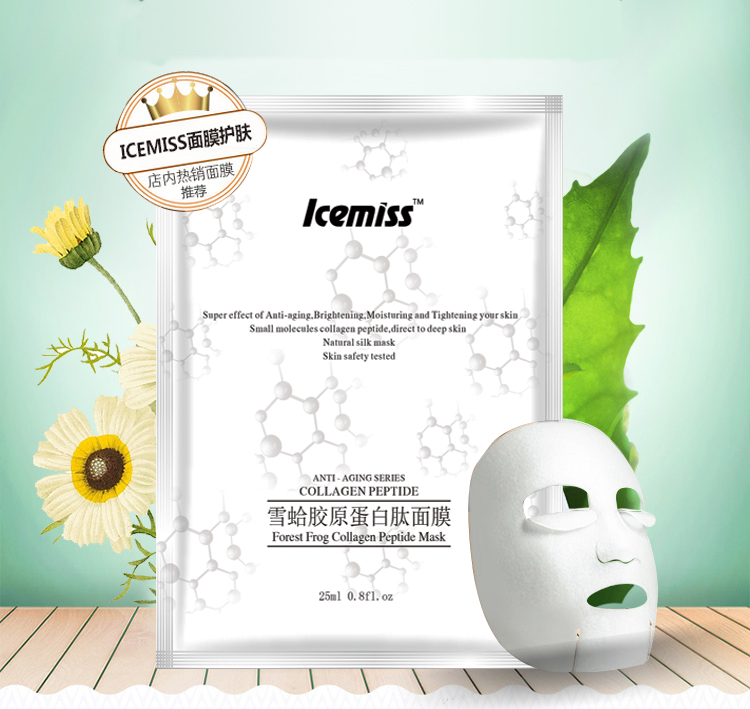 ICEMISS面膜护肤
店内热销面膜
推荐
Icemiss™
Super effect of Anti-aging,Brightening,Moisturing and Tightening your skin
Small molecules collagen peptide,direct to deep skin
Natural silk mask
Skin safety tested
ANTI - AGING SERIES
COLLAGEN PEPTIDE
雪蛤胶原蛋白肽面膜
Forest Frog Collagen Peptide Mask
25ml 0.8fl.oz